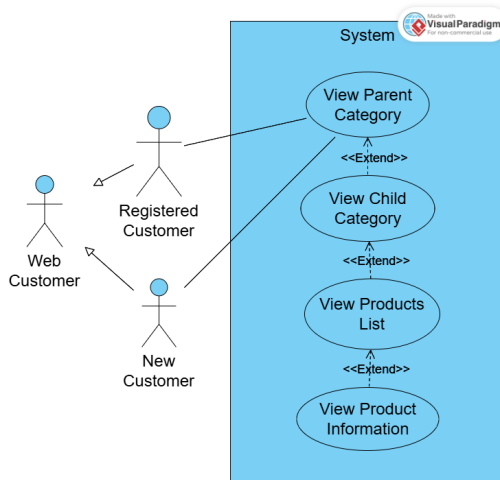 Made with
Visual Paradigm
For non-commercial use
System
View Parent
Category
<<Extend>>
View Child
Category
<<Extend>>
View Products
List
<<Extend>>
View Product
Information
Registered
Customer
Web
Customer
New
Customer